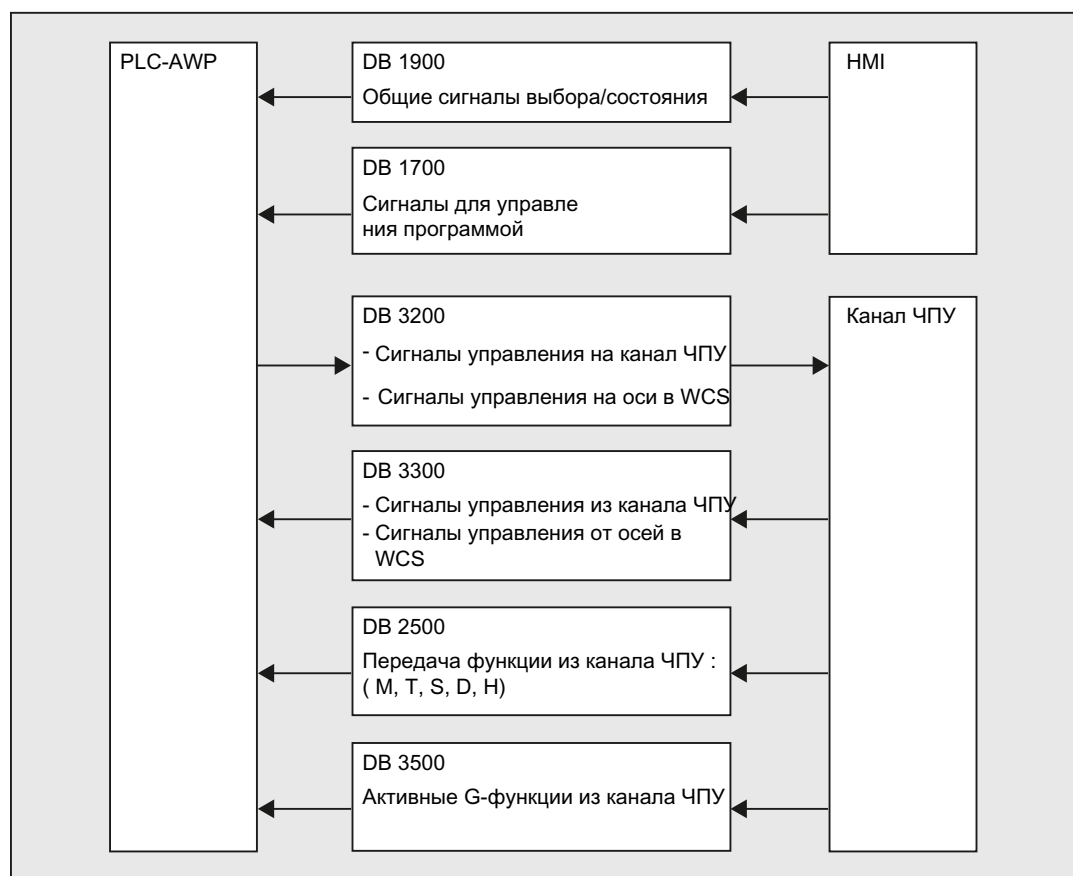 PLC-AWP
DB 1900
Общие сигналы выбора/состояния
HMI
DB 1700
Сигналы для управле
ния программой
DB 3200
- Сигналы управления на канал ЧПУ
- Сигналы управления на оси в WCS
Канал ЧПУ
DB 3300
- Сигналы управления из канала ЧПУ
- Сигналы управления от осей в
WCS
DB 2500
Передача функции из канала ЧПУ :
( M, T, S, D, H)
DB 3500
Активные G-функции из канала ЧПУ